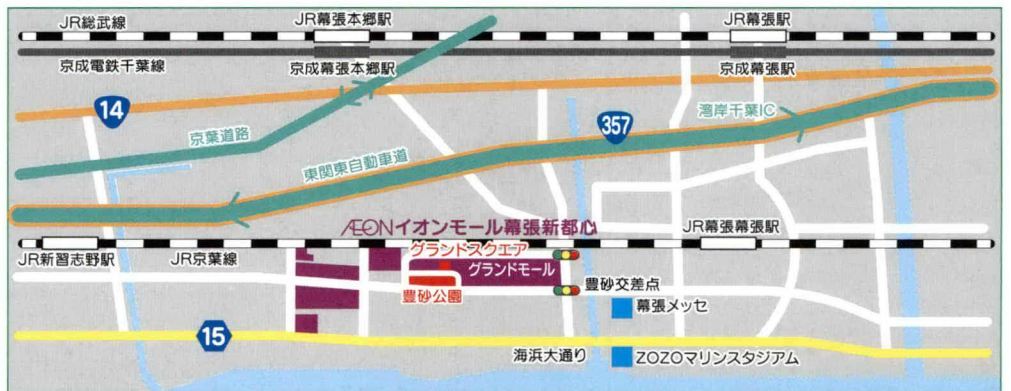 JR総武線
JR幕張本郷駅
JR幕張駅
京成電鉄千葉線
京成幕張本郷駅
京成幕張駅
14
湾岸千葉IC
357
京葉道路
東関東自動車道
ÆONイオンモール幕張新都心
JR幕張幕張駅
グランドスクエア
JR新習志野駅
JR京葉線
グランドモール
豊砂公園
豊砂交差点
幕張メッセ
15
海浜大通り
ZOZOマリンスタジアム